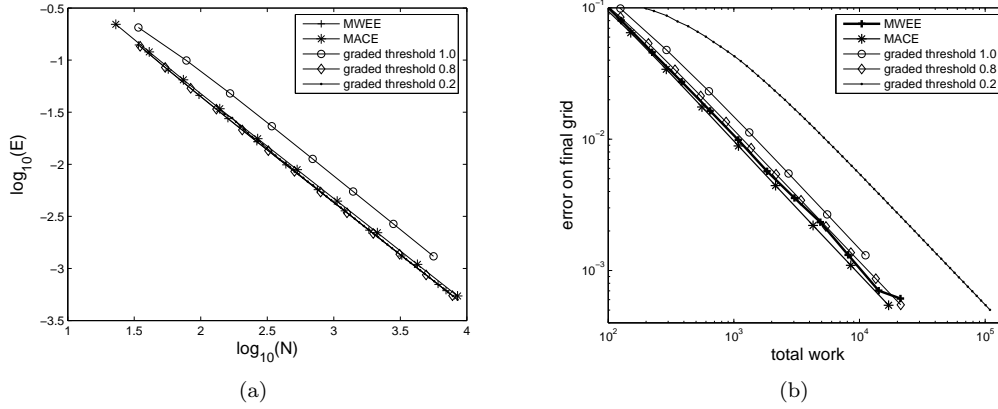 −0.5
−1
−1.5
−2
−2.5
−3
−3.5
1
1.5
2
2.5
3
3.5
4
log10(N)
log10(E)
MWEE
MACE
graded threshold 1.0
graded threshold 0.8
graded threshold 0.2
(a)
10−1
10−2
10−3
102
103
104
105
total work
error on final grid
MWEE
MACE
graded threshold 1.0
graded threshold 0.8
graded threshold 0.2
(b)